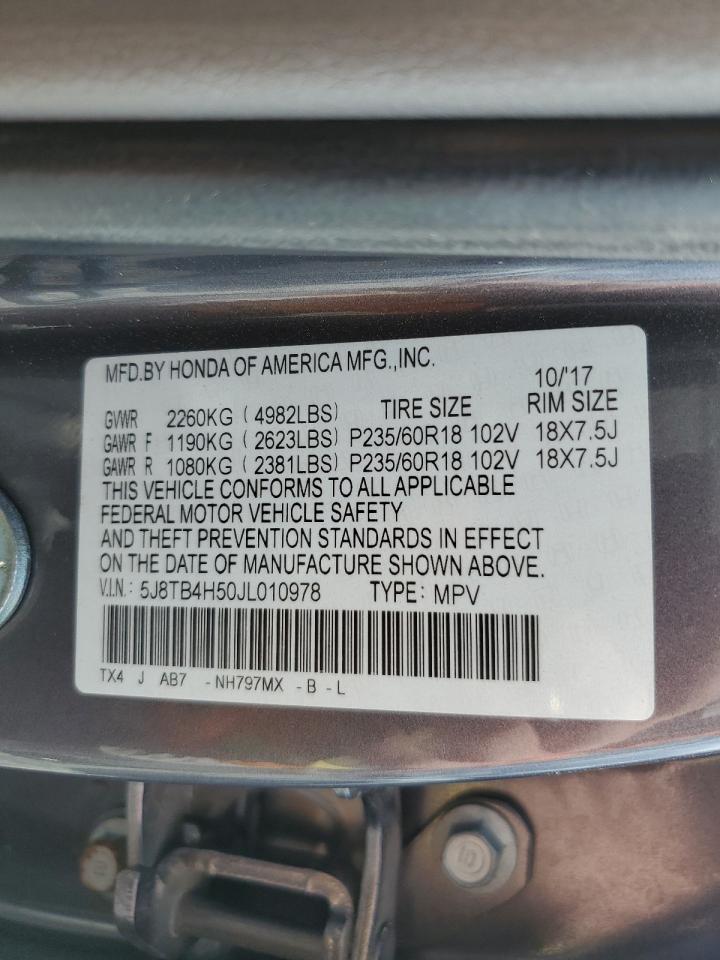 MFD.BY HONDA OF AMERICA MFG.,INC.
10/'17
GVWR 2260KG ( 4982LBS) TIRE SIZE RIM SIZE
GAWR F 1190KG ( 2623LBS) P235/60R18 102V 18X7.5J
GAWR R 1080KG ( 2381LBS) P235/60R18 102V 18X7.5J
THIS VEHICLE CONFORMS TO ALL APPLICABLE
FEDERAL MOTOR VEHICLE SAFETY
AND THEFT PREVENTION STANDARDS IN EFFECT
ON THE DATE OF MANUFACTURE SHOWN ABOVE.
V.I.N.: 5J8TB4H50JL010978 TYPE: MPV
TX4 J AB7 -NH797MX -B -L